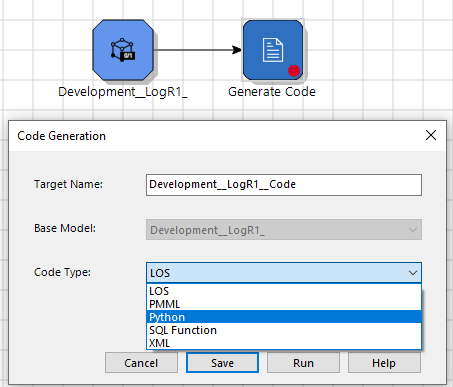 Development__LogR1_
Generate Code
Code Generation
Target Name:
Development__LogR1__Code
Base Model:
Development__LogR1_
Code Type:
LOS
LOS
PMML
Python
SQL Function
XML
Cancel
Save
Run
Help